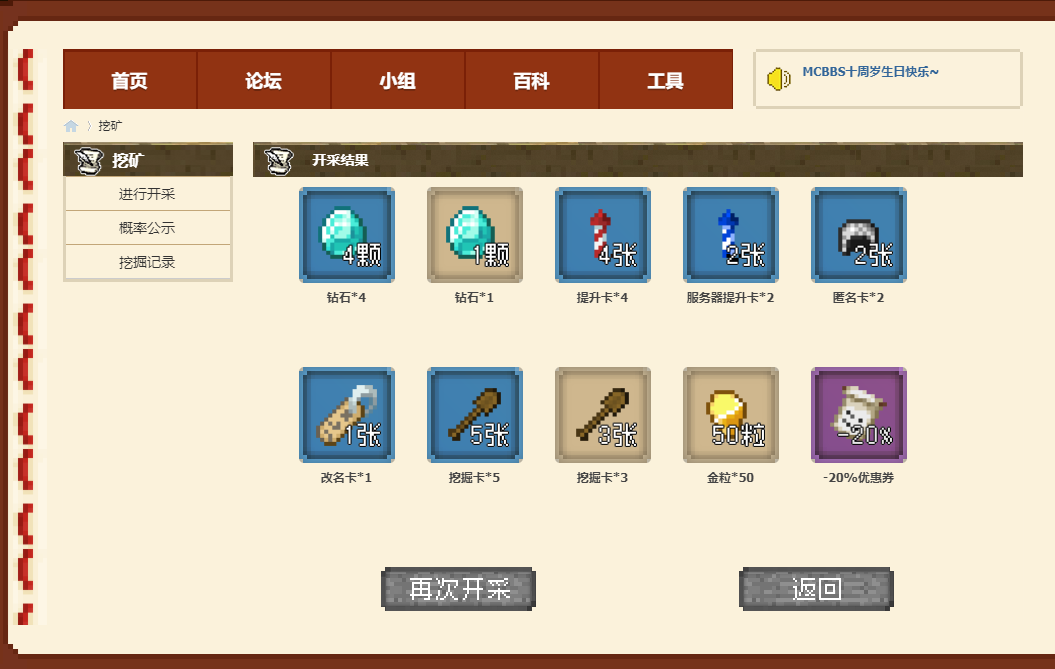 首页 论坛 小组 百科 工具
MCBBS十周岁生日快乐~
挖矿
挖矿
进行开采
概率公示
挖掘记录
开采结果
4颗 1颗 4张 2张 2张
钻石*4 钻石*1 提升卡*4 服务器提升卡*2 匿名卡*2
1张 5张 3张 50粒 -20%
改名卡*1 挖掘卡*5 挖掘卡*3 金粒*50 -20%优惠券
再次开采 返回